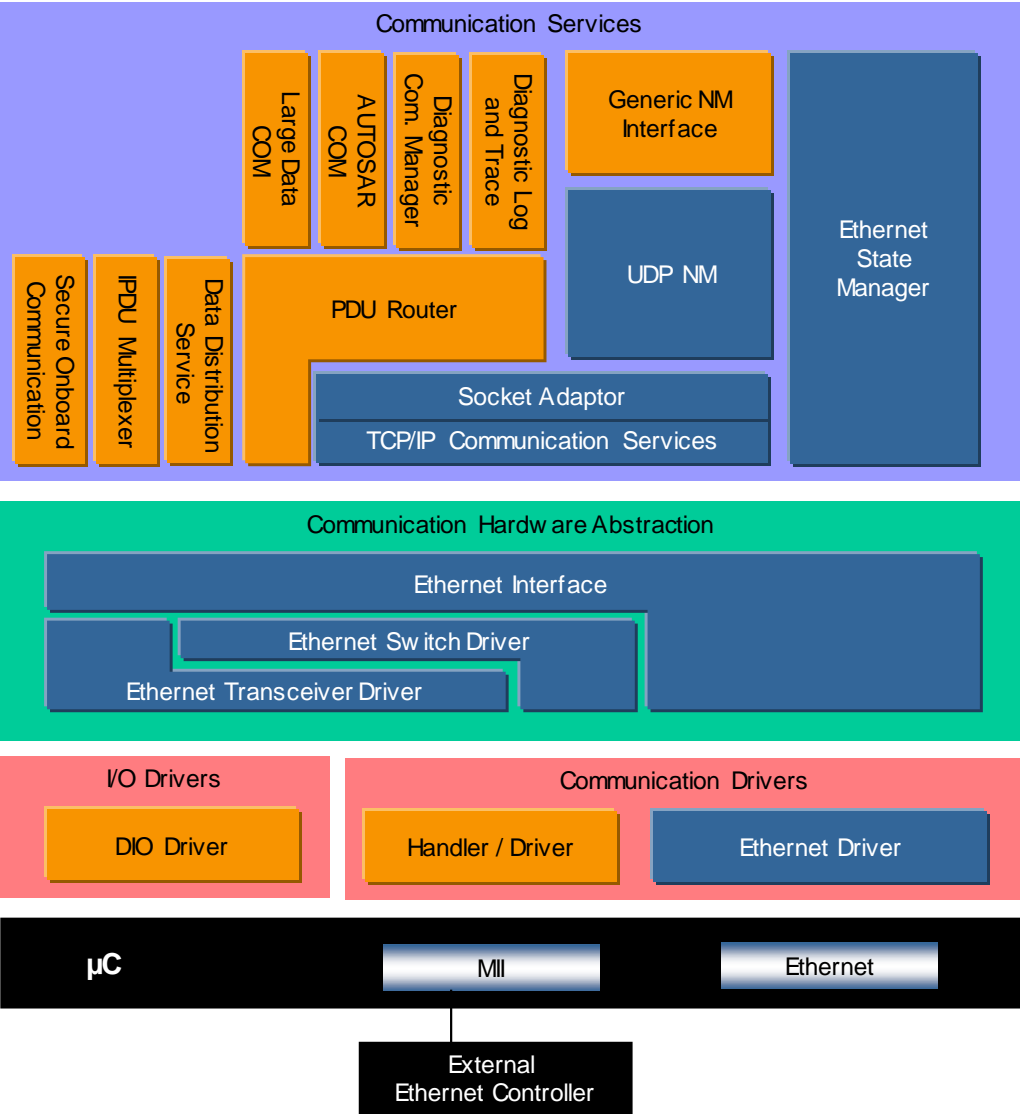 Communication Services
Large Data
COM
AUTOSAR
COM
Diagnostic
Com. Manager
Diagnostic Log
and Trace
Generic NM
Interface
Ethernet
State
Manager
UDP NM
Secure Onboard
Communication
IPDU Multiplexer
Data Distribution
Service
PDU Router
Socket Adaptor
TCP/IP Communication Services
Communication Hardware Abstraction
Ethernet Interface
Ethernet Switch Driver
Ethernet Transceiver Driver
I/O Drivers
DIO Driver
Communication Drivers
Handler / Driver
Ethernet Driver
µC
MII
Ethernet
External
Ethernet Controller